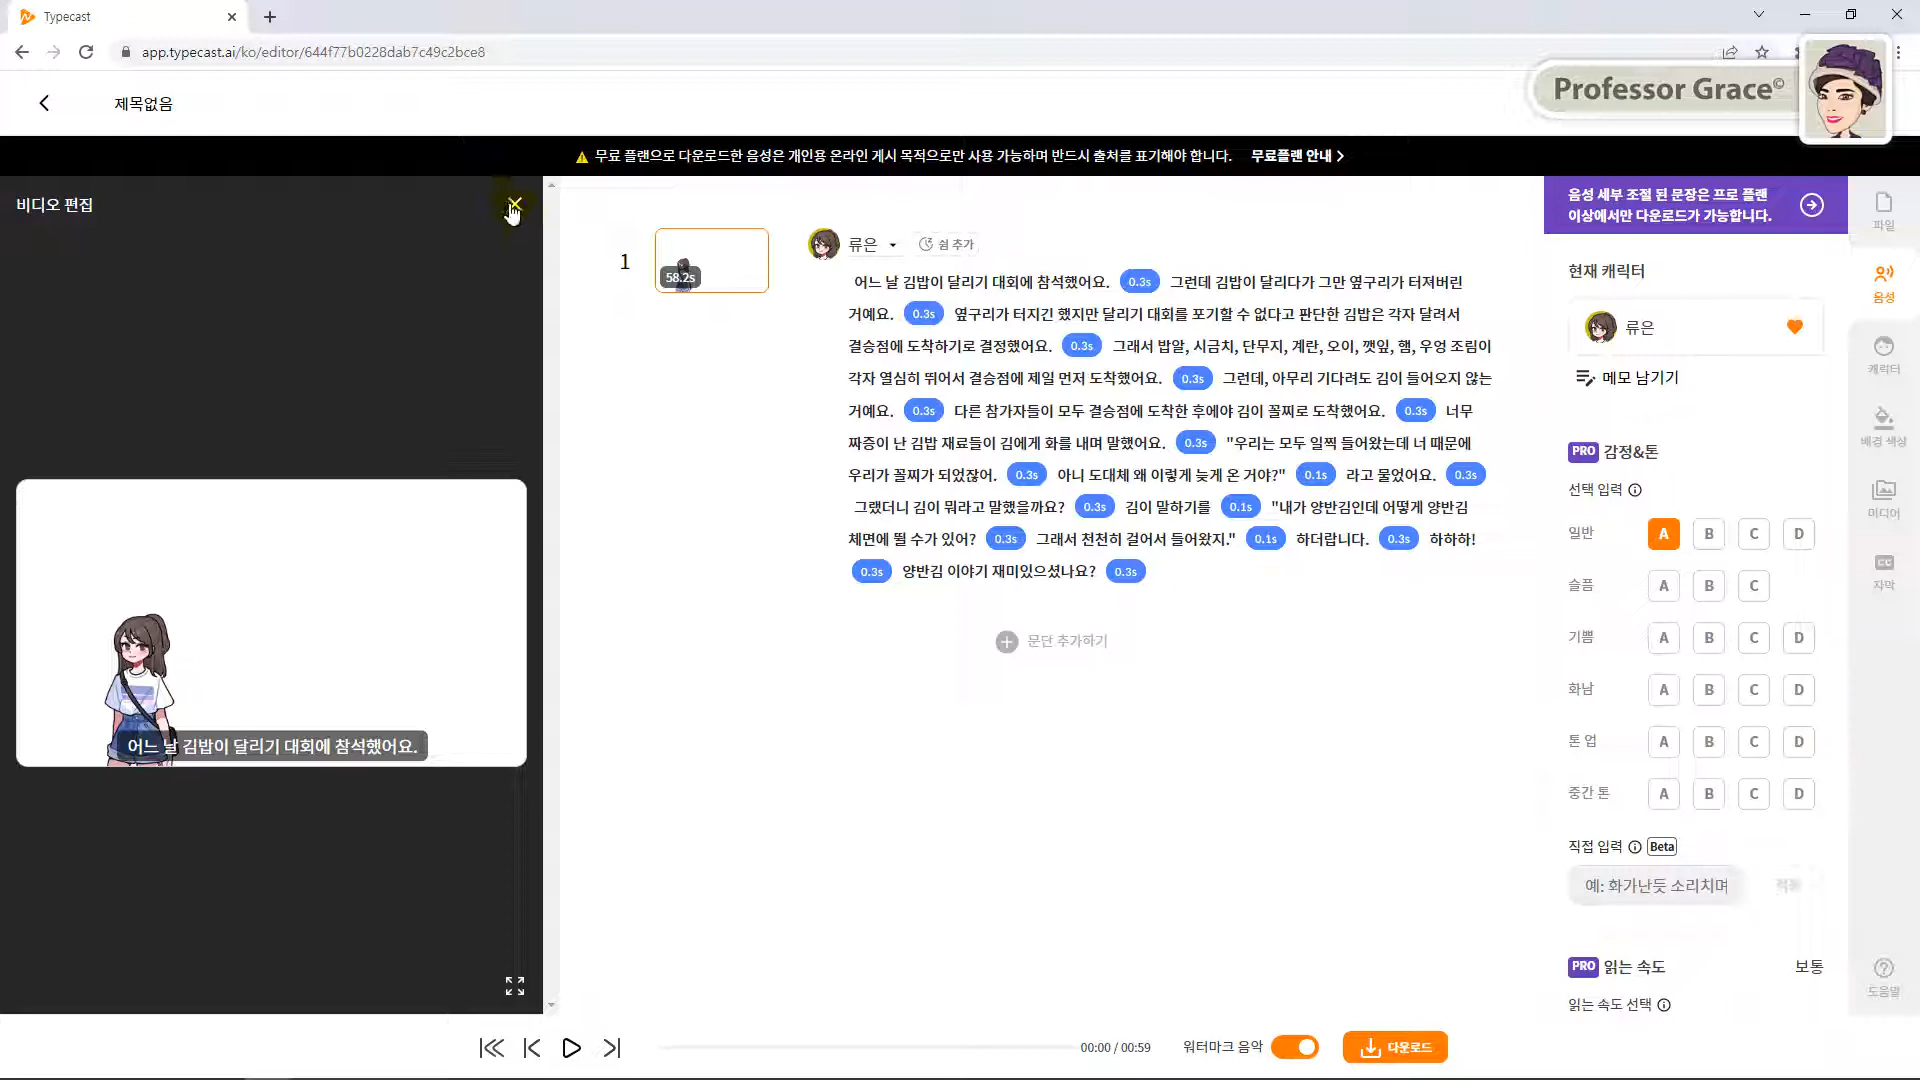 Typecast
app.typecast.ai/ko/editor/644f77b0228dab7c49c2bce8
제목없음
Professor Grace©
무료 플랜으로 다운로드한 음성은 개인용 온라인 게시 목적으로만 사용 가능하며 반드시 출처를 표기해야 합니다. 무료플랜 안내
비디오 편집
어느 날 김밥이 달리기 대회에 참석했어요.
1
58.2s
류은
쉼 추가
어느 날 김밥이 달리기 대회에 참석했어요. 0.3s 그런데 김밥이 달리다가 그만 옆구리가 터져버린
거예요. 0.3s 옆구리가 터지긴 했지만 달리기 대회를 포기할 수 없다고 판단한 김밥은 각자 달려서
결승점에 도착하기로 결정했어요. 0.3s 그래서 밥알, 시금치, 단무지, 계란, 오이, 깻잎, 햄, 우엉 조림이
각자 열심히 뛰어서 결승점에 제일 먼저 도착했어요. 0.3s 그런데, 아무리 기다려도 김이 들어오지 않는
거예요. 0.3s 다른 참가자들이 모두 결승점에 도착한 후에야 김이 꼴찌로 도착했어요. 0.3s 너무
짜증이 난 김밥 재료들이 김에게 화를 내며 말했어요. 0.3s "우리는 모두 일찍 들어왔는데 너 때문에
우리가 꼴찌가 되었잖어. 0.3s 아니 도대체 왜 이렇게 늦게 온 거야?" 0.1s 라고 물었어요. 0.3s
그랬더니 김이 뭐라고 말했을까요? 0.3s 김이 말하기를 0.1s "내가 양반김인데 어떻게 양반김
체면에 뛸 수가 있어? 0.3s 그래서 천천히 걸어서 들어왔지." 0.1s 하더랍니다. 0.3s 하하하!
0.3s 양반김 이야기 재미있으셨나요? 0.3s
문단 추가하기
음성 세부 조절 된 문장은 프로 플랜
이상에서만 다운로드가 가능합니다.
현재 캐릭터
류은
메모 남기기
PRO 감정&톤
선택 입력
일반 A B C D
슬픔 A B C
기쁨 A B C D
화남 A B C D
톤 업 A B C D
중간 톤 A B C D
직접 입력 Beta
예: 화가난듯 소리치며
적용
PRO 읽는 속도 보통
읽는 속도 선택
파일
음성
캐릭터
배경 색상
미디어
CC
자막
도움말
00:00 / 00:59
워터마크 음악
다운로드